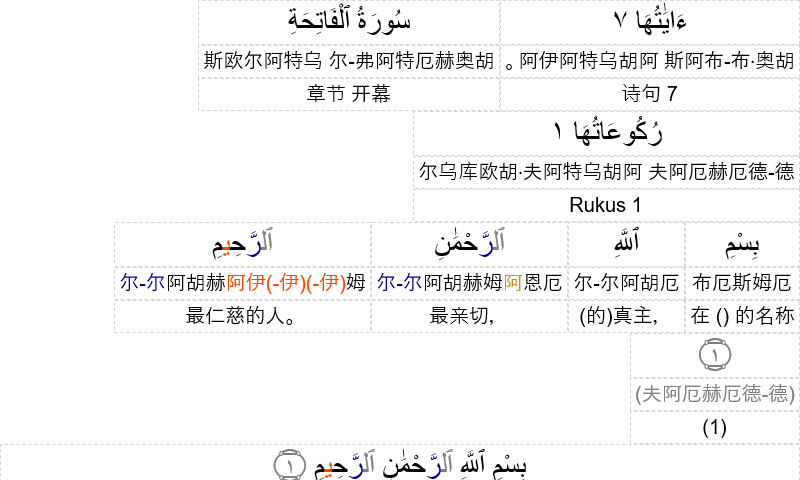 سُورَةُ ٱلْفَاتِحَةِ ءَايَٰتُهَا ٧
斯欧尔阿特乌 尔-弗阿特厄赫奥胡 。阿伊阿特乌胡阿 斯阿布-布·奥胡
章节 开幕 诗句 7
رُكُوعَاتُهَا ١
尔乌库欧胡·夫阿特乌胡阿 夫阿厄赫厄德-德
Rukus 1
بِسْمِ ٱللَّهِ ٱلرَّحْمَٰنِ ٱلرَّحِيمِ
尔-尔阿胡赫阿伊(-伊)(-伊)姆 尔-尔阿胡赫姆阿恩厄 尔-尔阿胡厄 布厄斯姆厄
最仁慈的人。 最亲切, (的)真主, 在 () 的名称
١
(夫阿厄赫厄德-德)
(1)
بِسْمِ ٱللَّهِ ٱلرَّحْمَٰنِ ٱلرَّحِيمِ ١